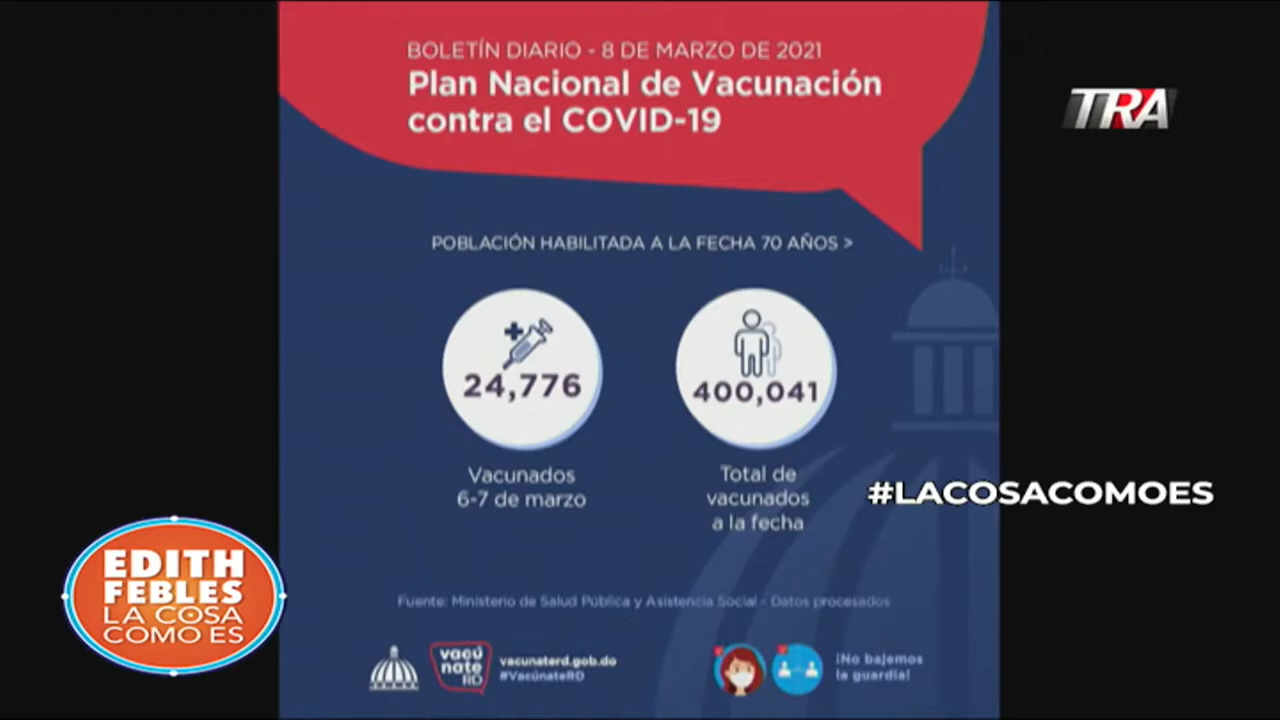 BOLETÍN DIARIO - 8 DE MARZO DE 2021
Plan Nacional de Vacunación
contra el COVID-19
TRA
POBLACIÓN HABILITADA A LA FECHA 70 AÑOS >
24,776
400,041
Vacunados
6-7 de marzo
Total de
vacunados
a la fecha
#LACOSACOMOES
EDITH
FEBLES
LA COSA
COMO ES
Fuente: Ministerio de Salud Pública y Asistencia Social - Datos procesados
vacú
nate
RD
vacunaterd.gob.do
#VacúnateRD
¡No bajemos
la guardia!